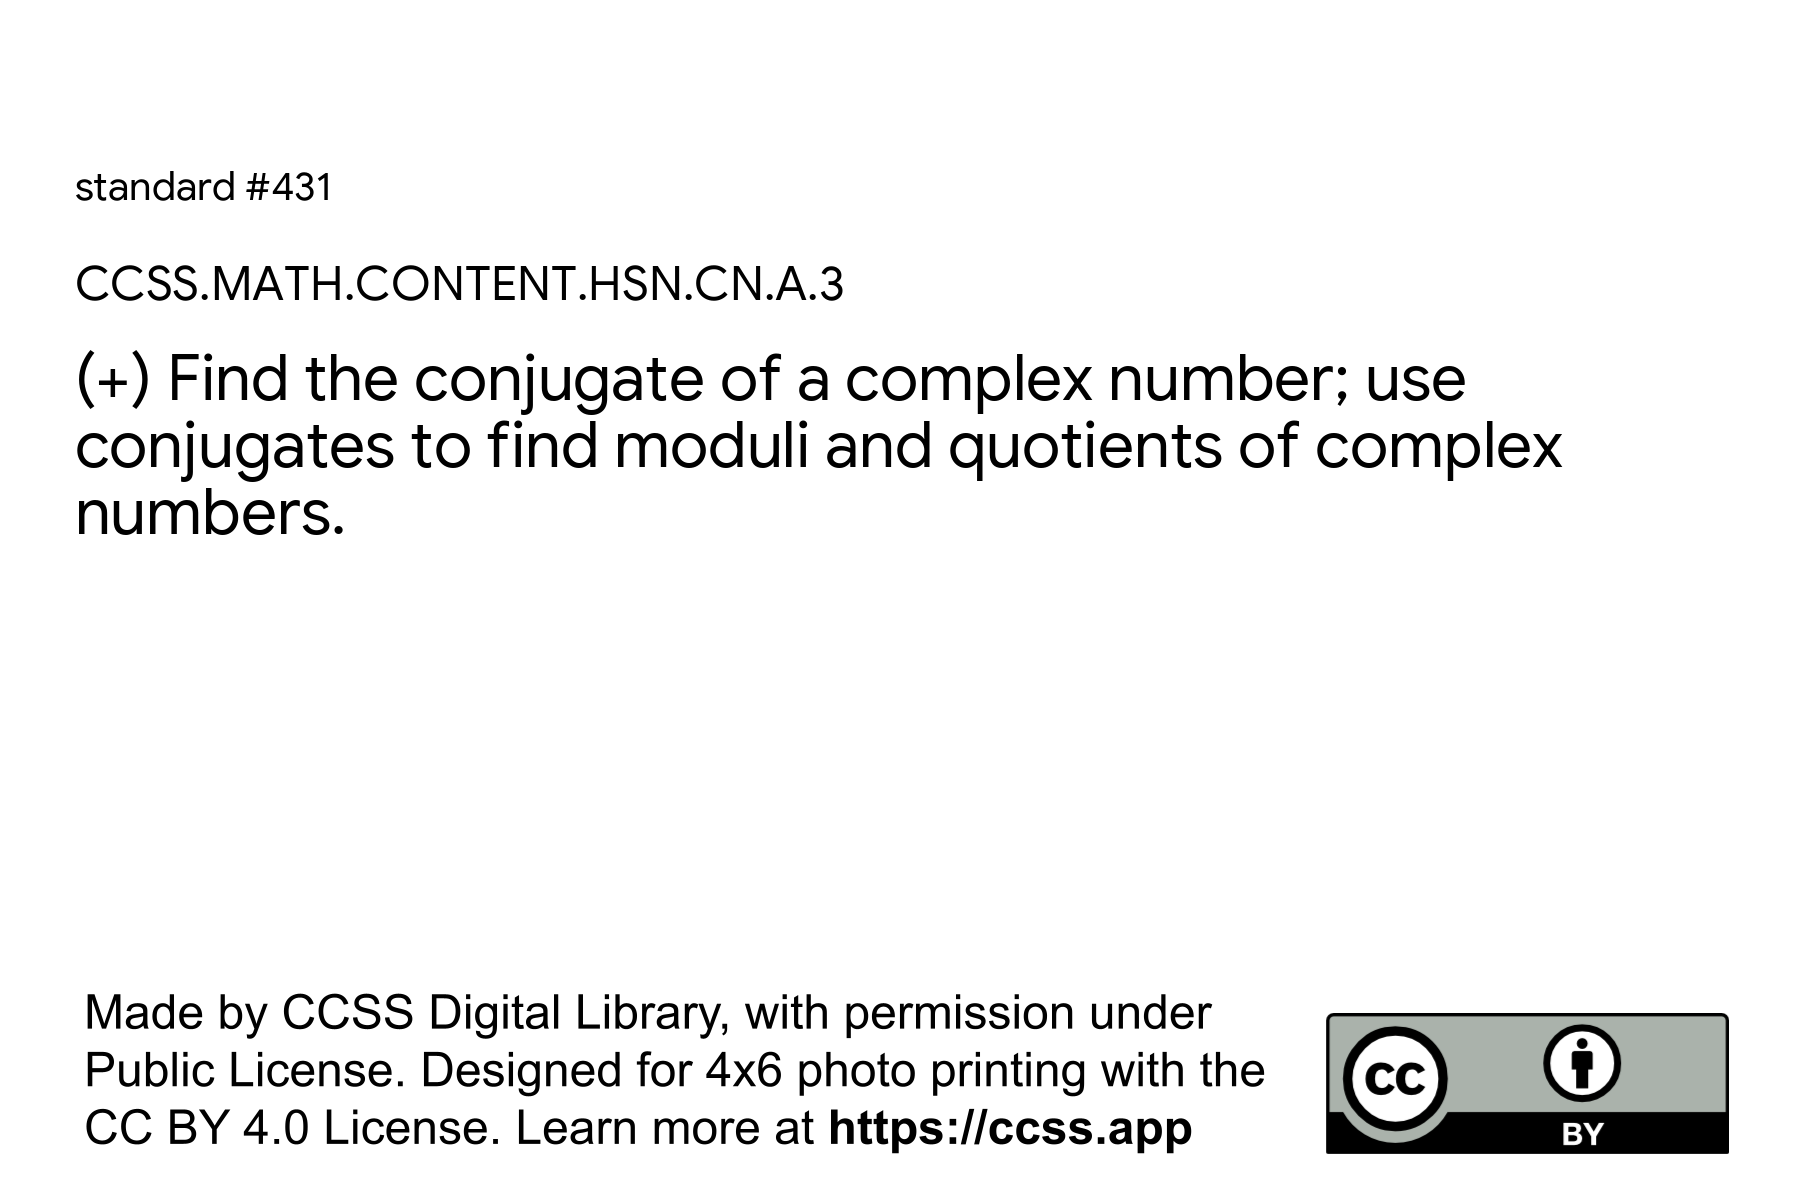 standard #431
CCSS.MATH.CONTENT.HSN.CN.A.3
(+) Find the conjugate of a complex number; use
conjugates to find moduli and quotients of complex
numbers.
Made by CCSS Digital Library, with permission under
Public License. Designed for 4x6 photo printing with the
CC BY 4.0 License. Learn more at https://ccss.app
CC
BY